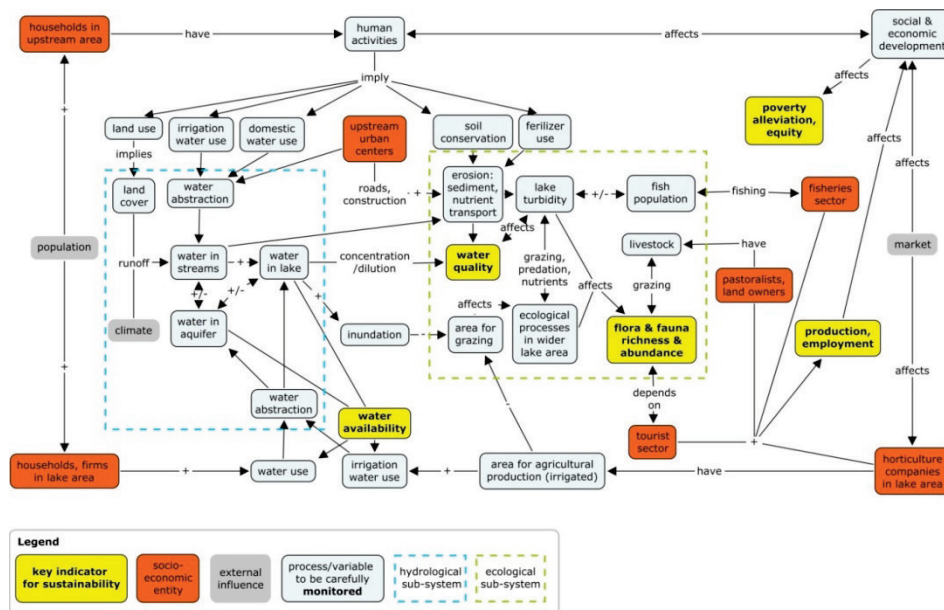 households in
upstream area
have
human
activities
affects
social &
economic
development
imply
affects
poverty
alleviation,
equity
land use
irrigation
water use
domestic
water use
upstream
urban
centers
soil
conservation
ferilizer
use
implies
land
cover
water
abstraction
roads,
construction
+
erosion:
sediment,
nutrient
transport
lake
turbidity
+/-
fish
population
fishing
fisheries
sector
affects
affects
population
+
+
runoff
water
in streams
+
water
in lake
concentration
/dilution
water
quality
affects
grazing,
predation,
nutrients
affects
livestock
have
pastoralists,
land owners
market
affects
+/-
+/-
+
climate
water in
aquifer
inundation
-
affects
area for
grazing
ecological
processes
in wider
lake area
grazing
flora & fauna
richness &
abundance
production,
employment
water
abstraction
water
availability
-
depends
on
tourist
sector
+
households, firms
in lake area
+
water use
irrigation
water use
+
area for agricultural
production (irrigated)
have
horticulture
companies
in lake area
Legend
key indicator
for sustainability
socio-
economic
entity
external
influence
process/variable
to be carefully
monitored
hydrological
sub-system
ecological
sub-system